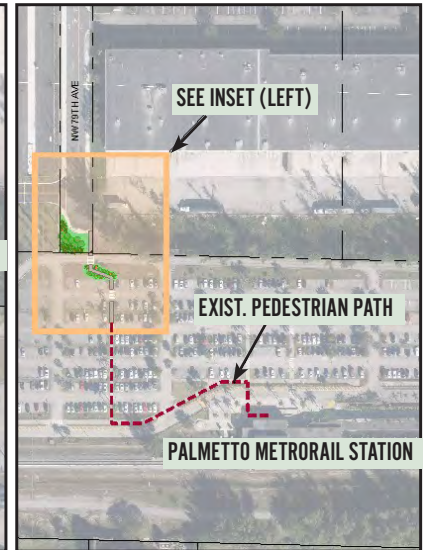 SEE INSET (LEFT)
NW 79TH AVE
EXIST. PEDESTRIAN PATH
PALMETTO METRORAIL STATION